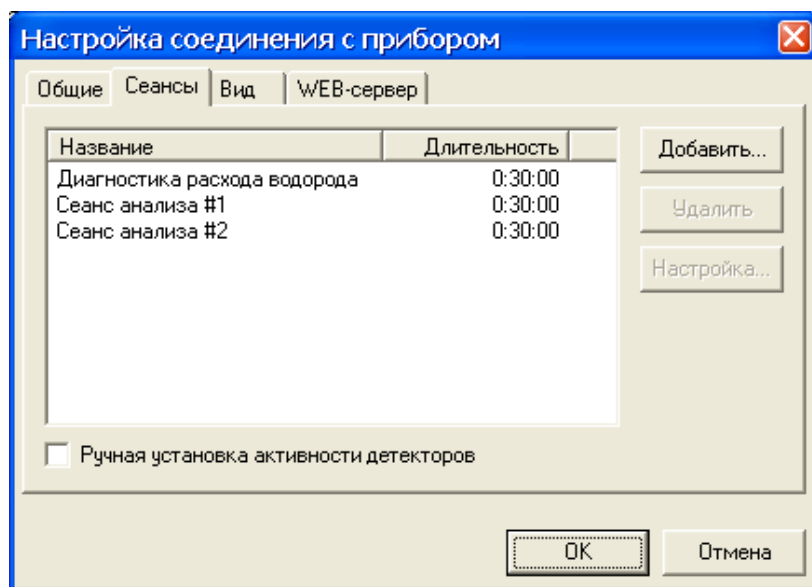 Настройка соединения с прибором
Общие Сеансы Вид WEB-сервер
Название Длительность Добавить...
Диагностика расхода водорода 0:30:00
Сеанс анализа #1 0:30:00 Удалить
Сеанс анализа #2 0:30:00
Настройка...
Ручная установка активности детекторов
OK Отмена